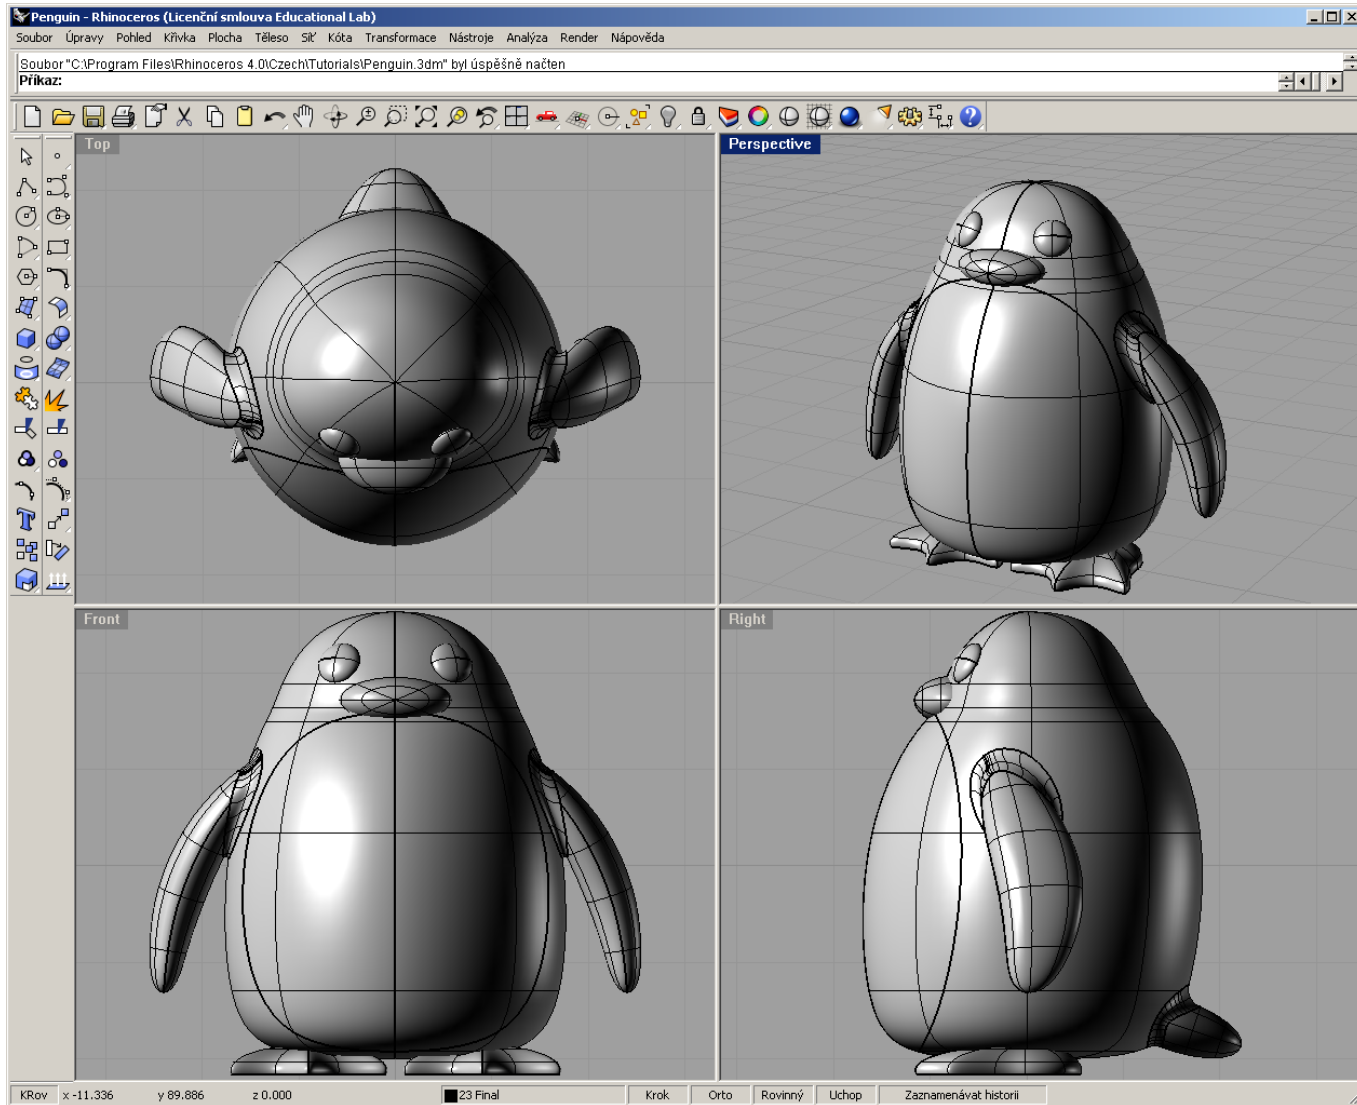 Penguin - Rhinoceros (Licenční smlouva Educational Lab)
Soubor Úpravy Pohled Křivka Plocha Těleso Síť Kóta Transformace Nástroje Analýza Render Nápověda
Soubor "C:\Program Files\Rhinoceros 4.0\Czech\Tutorials\Penguin.3dm" byl úspěšně načten
Příkaz:
Top
Perspective
Front
Right
KRov x -11.336 y 89.886 z 0.000 23 Final Krok Orto Rovinný Uchop Zaznamenávat historii